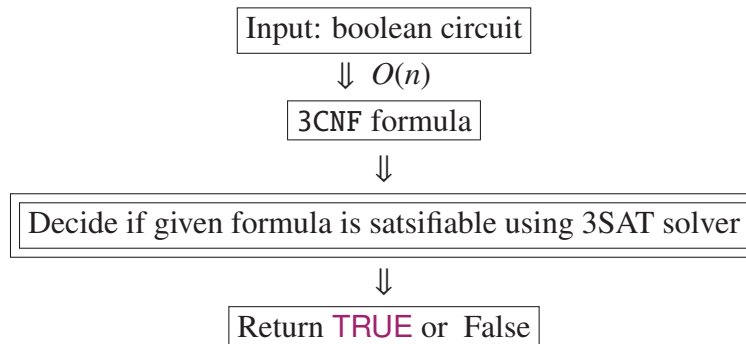 Input: boolean circuit
⇓ O(n)
3CNF formula
⇓
Decide if given formula is satsifiable using 3SAT solver
⇓
Return TRUE or False